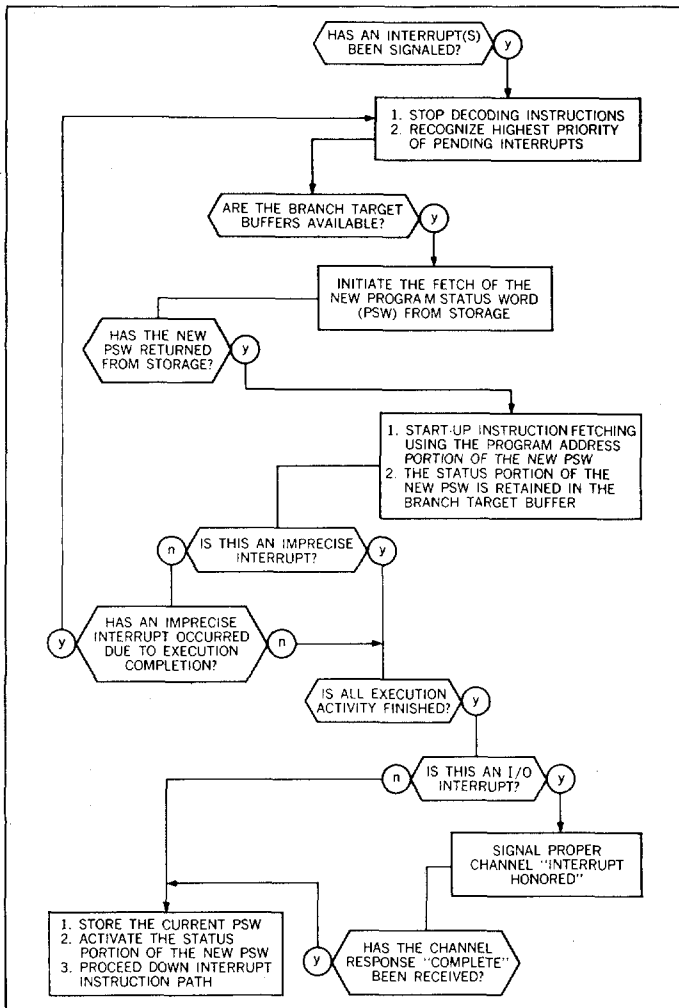 HAS AN INTERRUPT(S)
BEEN SIGNALED?
y
1. STOP DECODING INSTRUCTIONS
2. RECOGNIZE HIGHEST PRIORITY
OF PENDING INTERRUPTS
ARE THE BRANCH TARGET
BUFFERS AVAILABLE?
y
INITIATE THE FETCH OF THE
NEW PROGRAM STATUS WORD
(PSW) FROM STORAGE
HAS THE NEW
PSW RETURNED
FROM STORAGE?
y
1. START-UP INSTRUCTION FETCHING
USING THE PROGRAM ADDRESS
PORTION OF THE NEW PSW
2. THE STATUS PORTION OF THE
NEW PSW IS RETAINED IN THE
BRANCH TARGET BUFFER
n
IS THIS AN IMPRECISE
INTERRUPT?
y
y
HAS AN IMPRECISE
INTERRUPT OCCURRED
DUE TO EXECUTION
COMPLETION?
n
IS ALL EXECUTION
ACTIVITY FINISHED?
y
n
IS THIS AN I/O
INTERRUPT?
y
SIGNAL PROPER
CHANNEL "INTERRUPT
HONORED"
1. STORE THE CURRENT PSW
2. ACTIVATE THE STATUS
PORTION OF THE NEW PSW
3. PROCEED DOWN INTERRUPT
INSTRUCTION PATH
y
HAS THE CHANNEL
RESPONSE "COMPLETE"
BEEN RECEIVED?